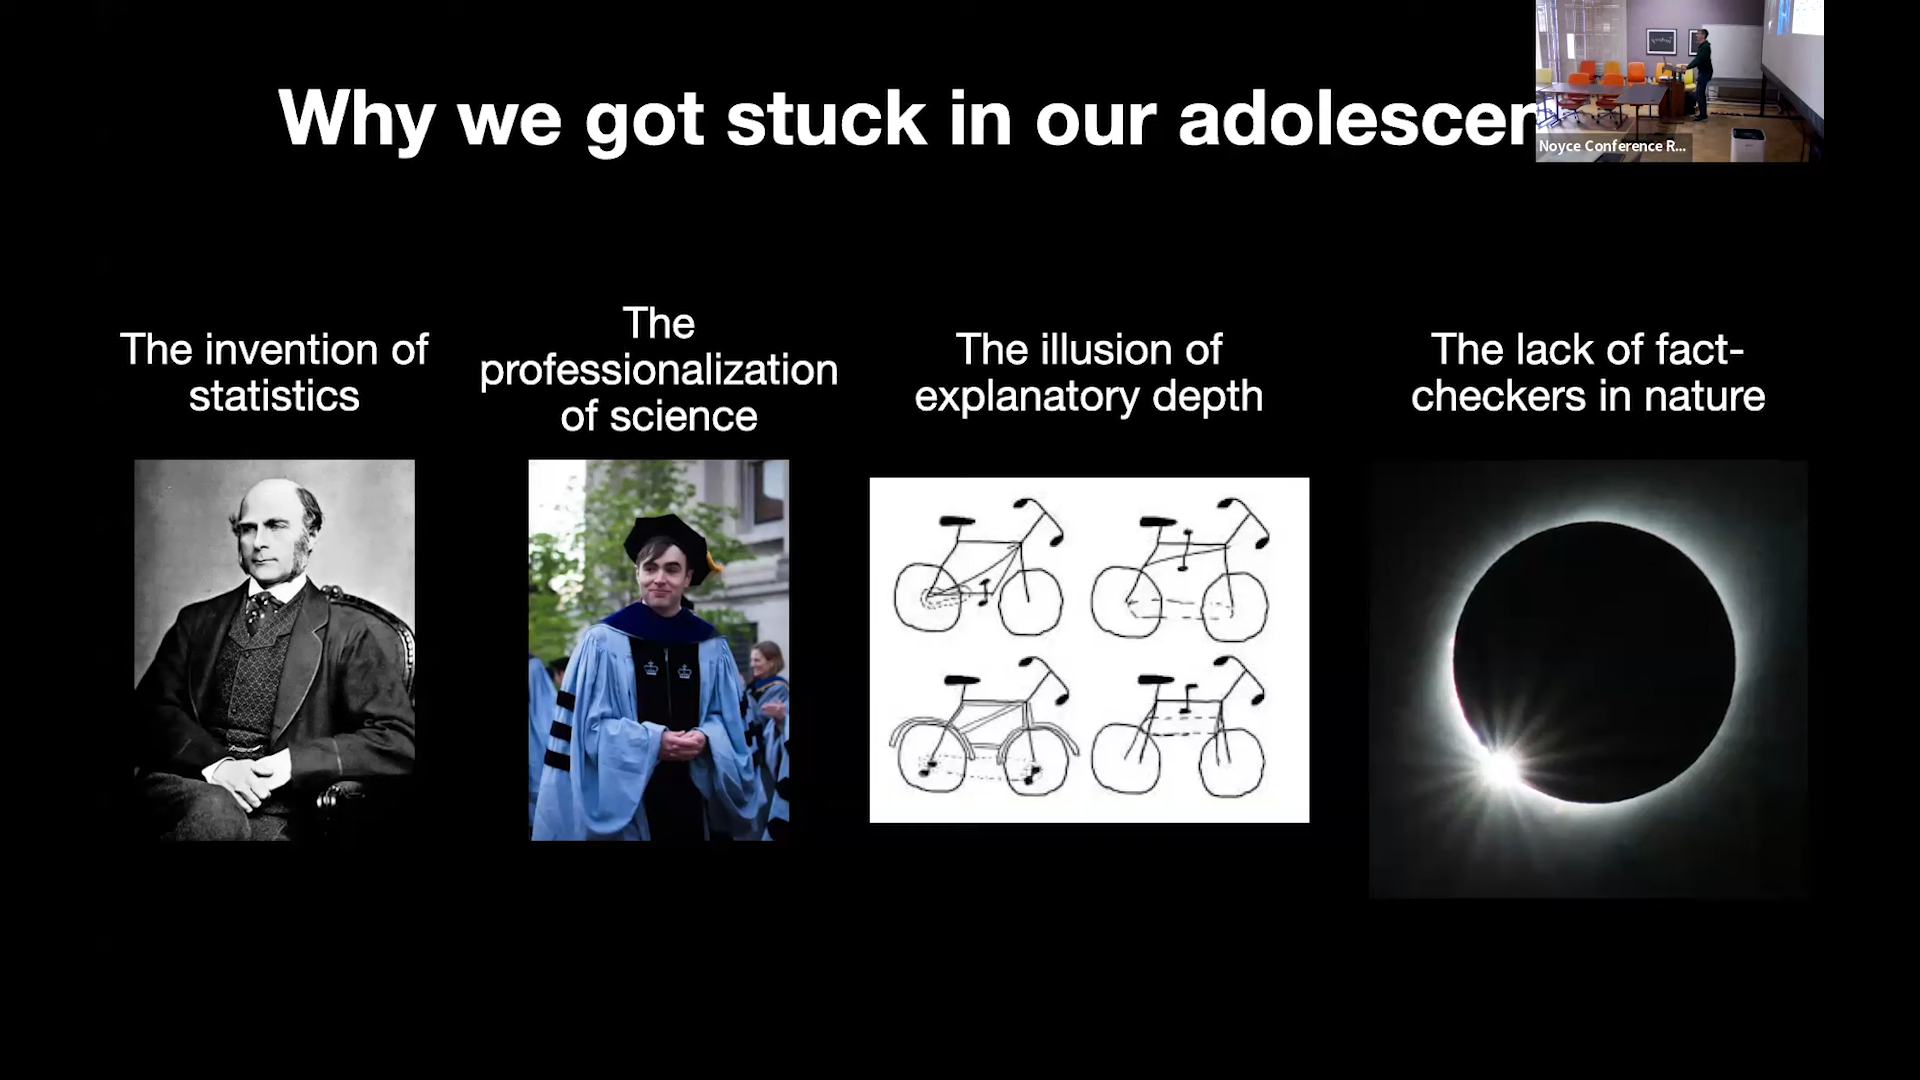 Why we got stuck in our adolescen
Noyce Conference R...
The invention of
statistics
The
professionalization
of science
The illusion of
explanatory depth
The lack of fact-
checkers in nature